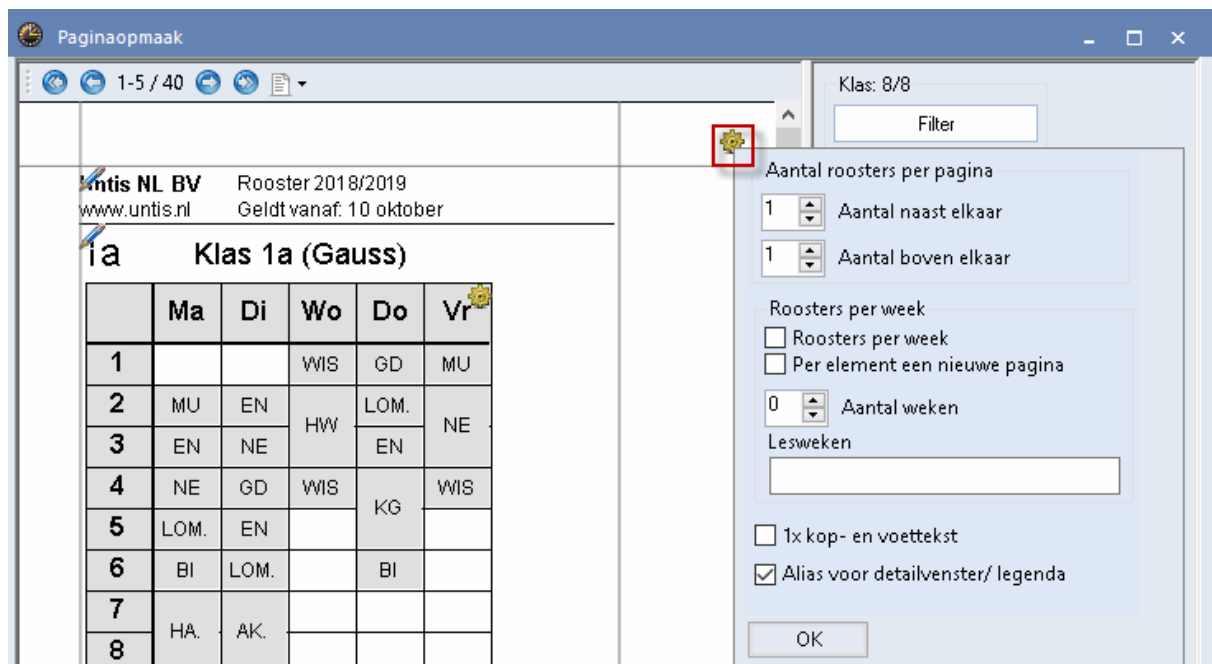 Paginaopmaak
1-5 / 40
Klas: 8/8
Filter
Untis NL BV Rooster 2018/2019
www.untis.nl Geldt vanaf: 10 oktober
1a Klas 1a (Gauss)
Ma Di Wo Do Vr
1 WIS GD MU
2 MU EN HW LOM. NE
3 EN NE EN
4 NE GD WIS KG WIS
5 LOM. EN
6 BI LOM. BI
7 HA. AK.
8
Aantal roosters per pagina
1 Aantal naast elkaar
1 Aantal boven elkaar
Roosters per week
Roosters per week
Per element een nieuwe pagina
0 Aantal weken
Lesweken
1x kop- en voettekst
Alias voor detailvenster/ legenda
OK